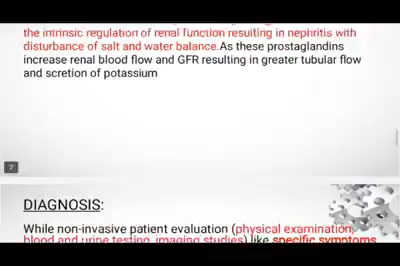 the intrinsic regulation of renal function resulting in nephritis with
disturbance of salt and water balance.As these prostaglandins
increase renal blood flow and GFR resulting in greater tubular flow
and scretion of potassium
7
DIAGNOSIS:
While non-invasive patient evaluation (physical examination,
blood and urine testing, imaging studies) like specific symptoms